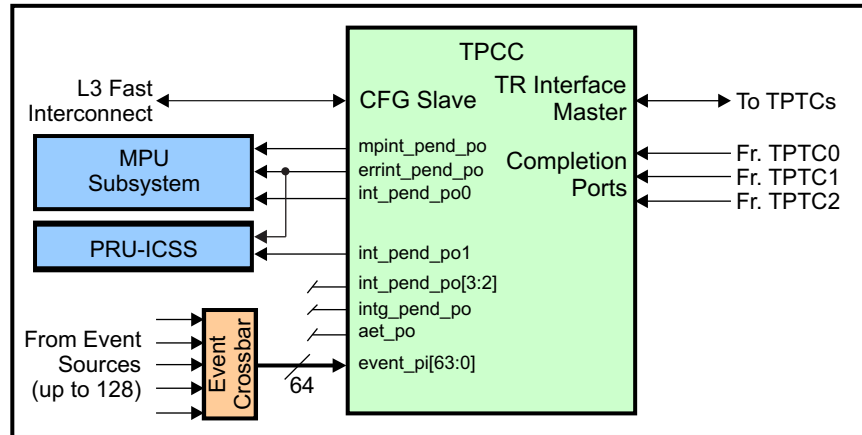 TPCC
L3 Fast
Interconnect
CFG Slave
TR Interface
Master
To TPTCs
MPU
Subsystem
mpint_pend_po
errint_pend_po
int_pend_po0
Completion
Ports
Fr. TPTC0
Fr. TPTC1
Fr. TPTC2
PRU-ICSS
int_pend_po1
int_pend_po[3:2]
intg_pend_po
aet_po
From Event
Sources
(up to 128)
Event
Crossbar
64
event_pi[63:0]